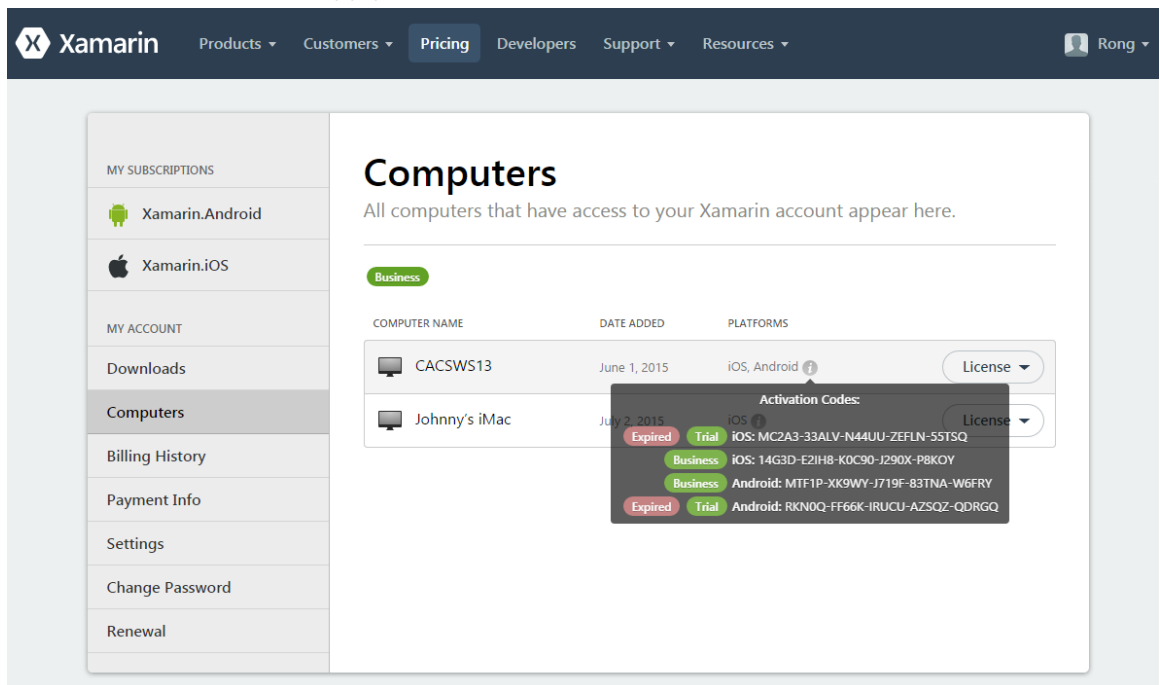 Xamarin Products Customers Pricing Developers Support Resources Rong
MY SUBSCRIPTIONS
Xamarin.Android
Xamarin.iOS
MY ACCOUNT
Downloads
Computers
Billing History
Payment Info
Settings
Change Password
Renewal
Computers
All computers that have access to your Xamarin account appear here.
Business
COMPUTER NAME DATE ADDED PLATFORMS
CACSWS13 June 1, 2015 iOS, Android License
Johnny's iMac July 2, 2015 iOS License
Activation Codes:
Expired Trial iOS: MC2A3-33ALV-N44UU-ZEFLN-55TSQ
Business iOS: 14G3D-E2IH8-K0C90-J290X-P8KOY
Business Android: MTF1P-XK9WY-J719F-83TNA-W6FRY
Expired Trial Android: RKN0Q-FF66K-IRUCU-AZSQZ-QDRGQ